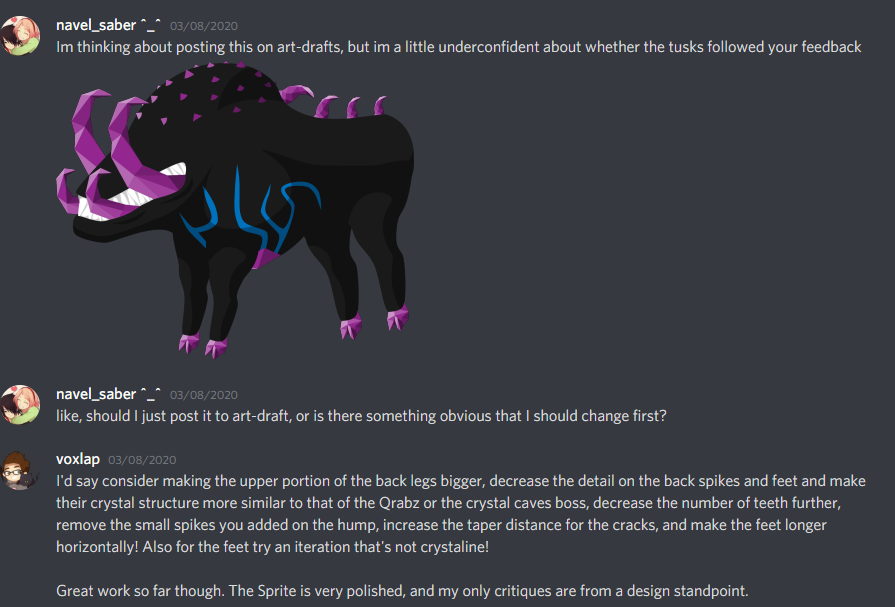 navel_saber ^_^ 03/08/2020
Im thinking about posting this on art-drafts, but im a little underconfident about whether the tusks followed your feedback
navel_saber ^_^ 03/08/2020
like, should I just post it to art-draft, or is there something obvious that I should change first?
voxlap 03/08/2020
I'd say consider making the upper portion of the back legs bigger, decrease the detail on the back spikes and feet and make
their crystal structure more similar to that of the Qrabz or the crystal caves boss, decrease the number of teeth further,
remove the small spikes you added on the hump, increase the taper distance for the cracks, and make the feet longer
horizontally! Also for the feet try an iteration that's not crystaline!
Great work so far though. The Sprite is very polished, and my only critiques are from a design standpoint.